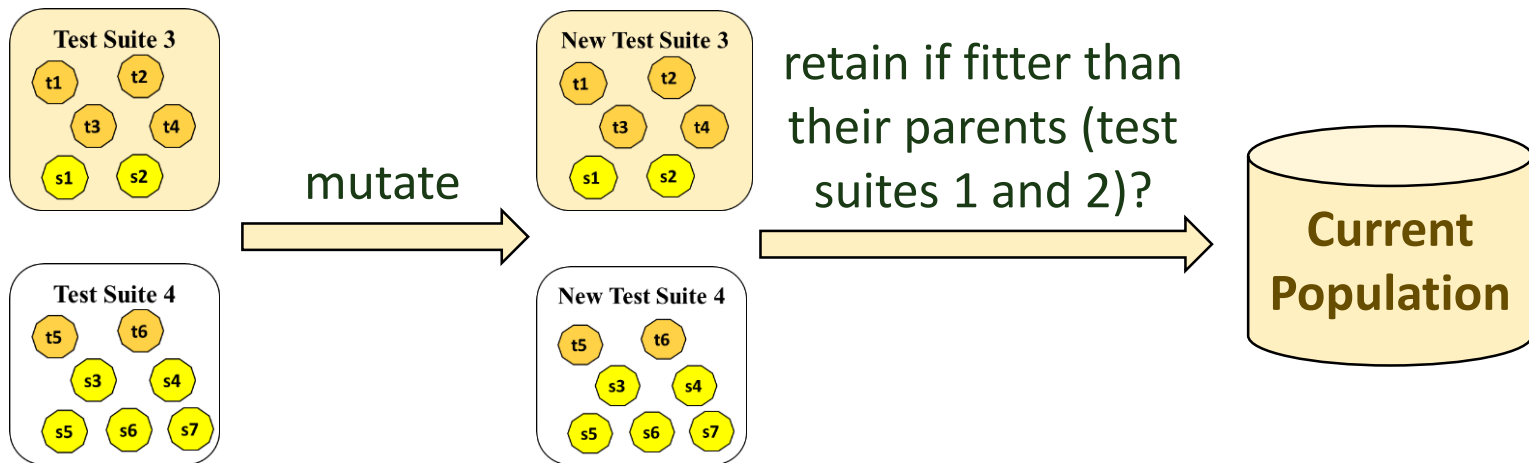 Test Suite 3
t1 t2
t3 t4
s1 s2
mutate
New Test Suite 3
t1 t2
t3 t4
s1 s2
retain if fitter than
their parents (test
suites 1 and 2)?
Current
Population
Test Suite 4
t5 t6
s3 s4
s5 s6 s7
New Test Suite 4
t5 t6
s3 s4
s5 s6 s7